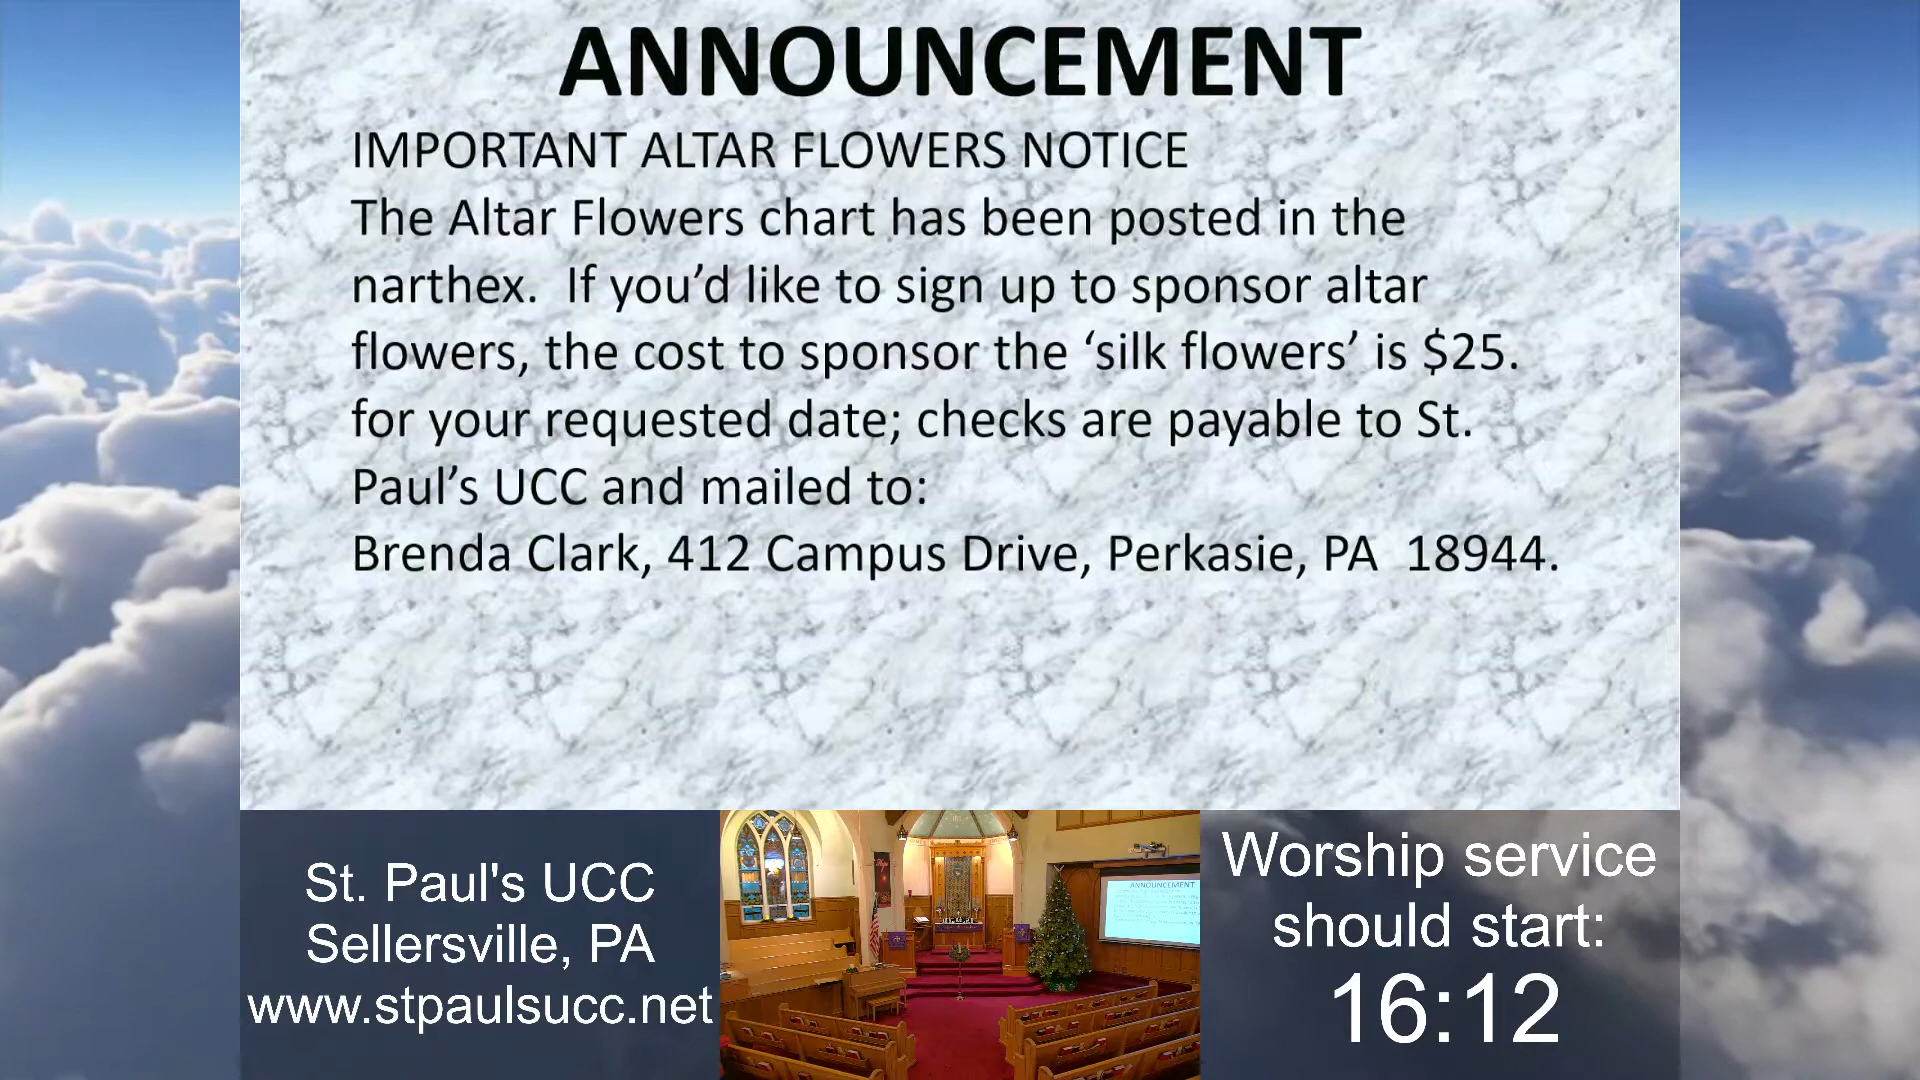 ANNOUNCEMENT
IMPORTANT ALTAR FLOWERS NOTICE
The Altar Flowers chart has been posted in the
narthex.  If you’d like to sign up to sponsor altar
flowers, the cost to sponsor the ‘silk flowers’ is $25.
for your requested date; checks are payable to St.
Paul’s UCC and mailed to:
Brenda Clark, 412 Campus Drive, Perkasie, PA  18944.
St. Paul's UCC
Sellersville, PA
www.stpaulsucc.net
ANNOUNCEMENT
Worship service
should start:
16:12